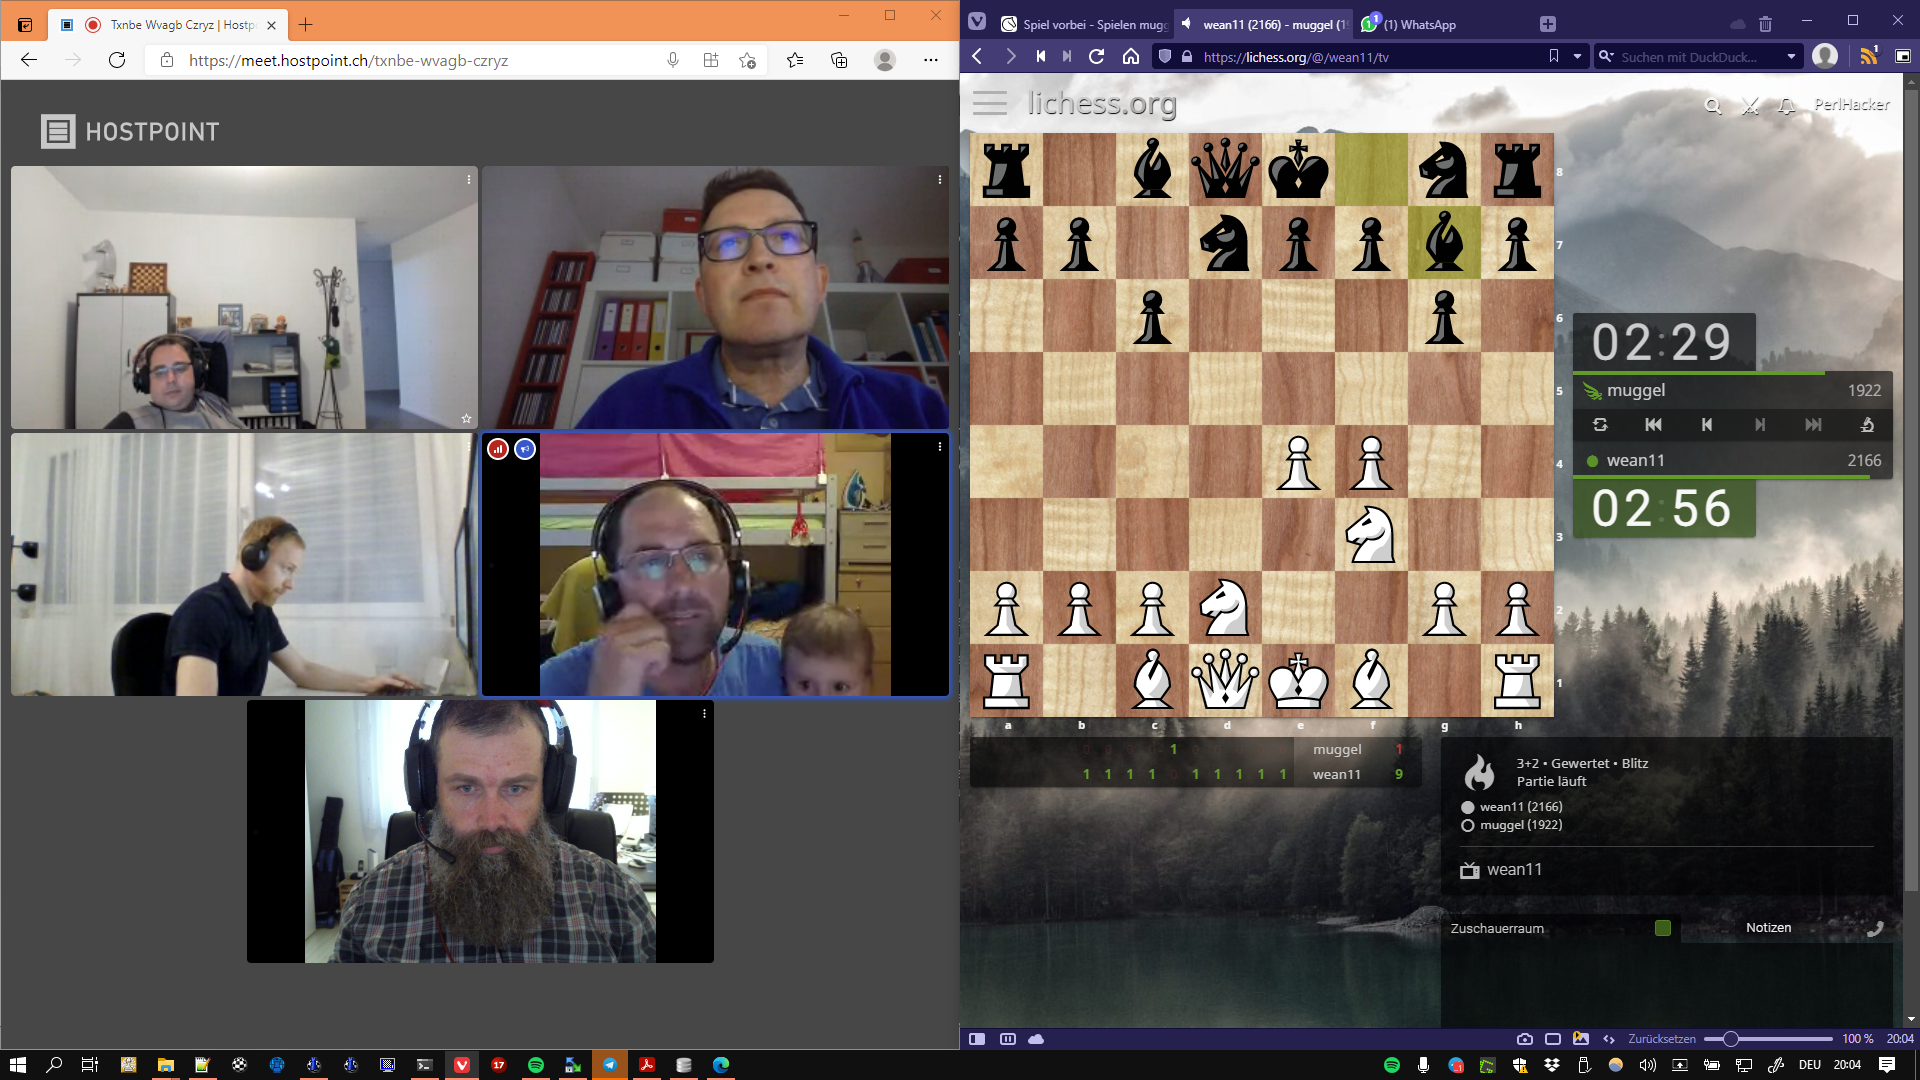 Txnbe Wvagb Czryz | Hostp
https://meet.hostpoint.ch/txnbe-wvagb-czryz
HOSTPOINT
Spiel vorbei - Spielen mugg
wean11 (2166) - muggel (1
(1) WhatsApp
https://lichess.org/@/wean11/tv
Suchen mit DuckDuck...
lichess.org
PerlHacker
8
7
6
5
4
3
2
1
a b c d e f g h
02:29
muggel 1922
wean11 2166
02:56
1 muggel 1
1 1 1 1 0 1 1 1 1 1 wean11 9
3+2 • Gewertet • Blitz
Partie läuft
wean11 (2166)
muggel (1922)
wean11
Zuschauerraum
Notizen
Zurücksetzen
100 %
20:04
17
DEU
20:04